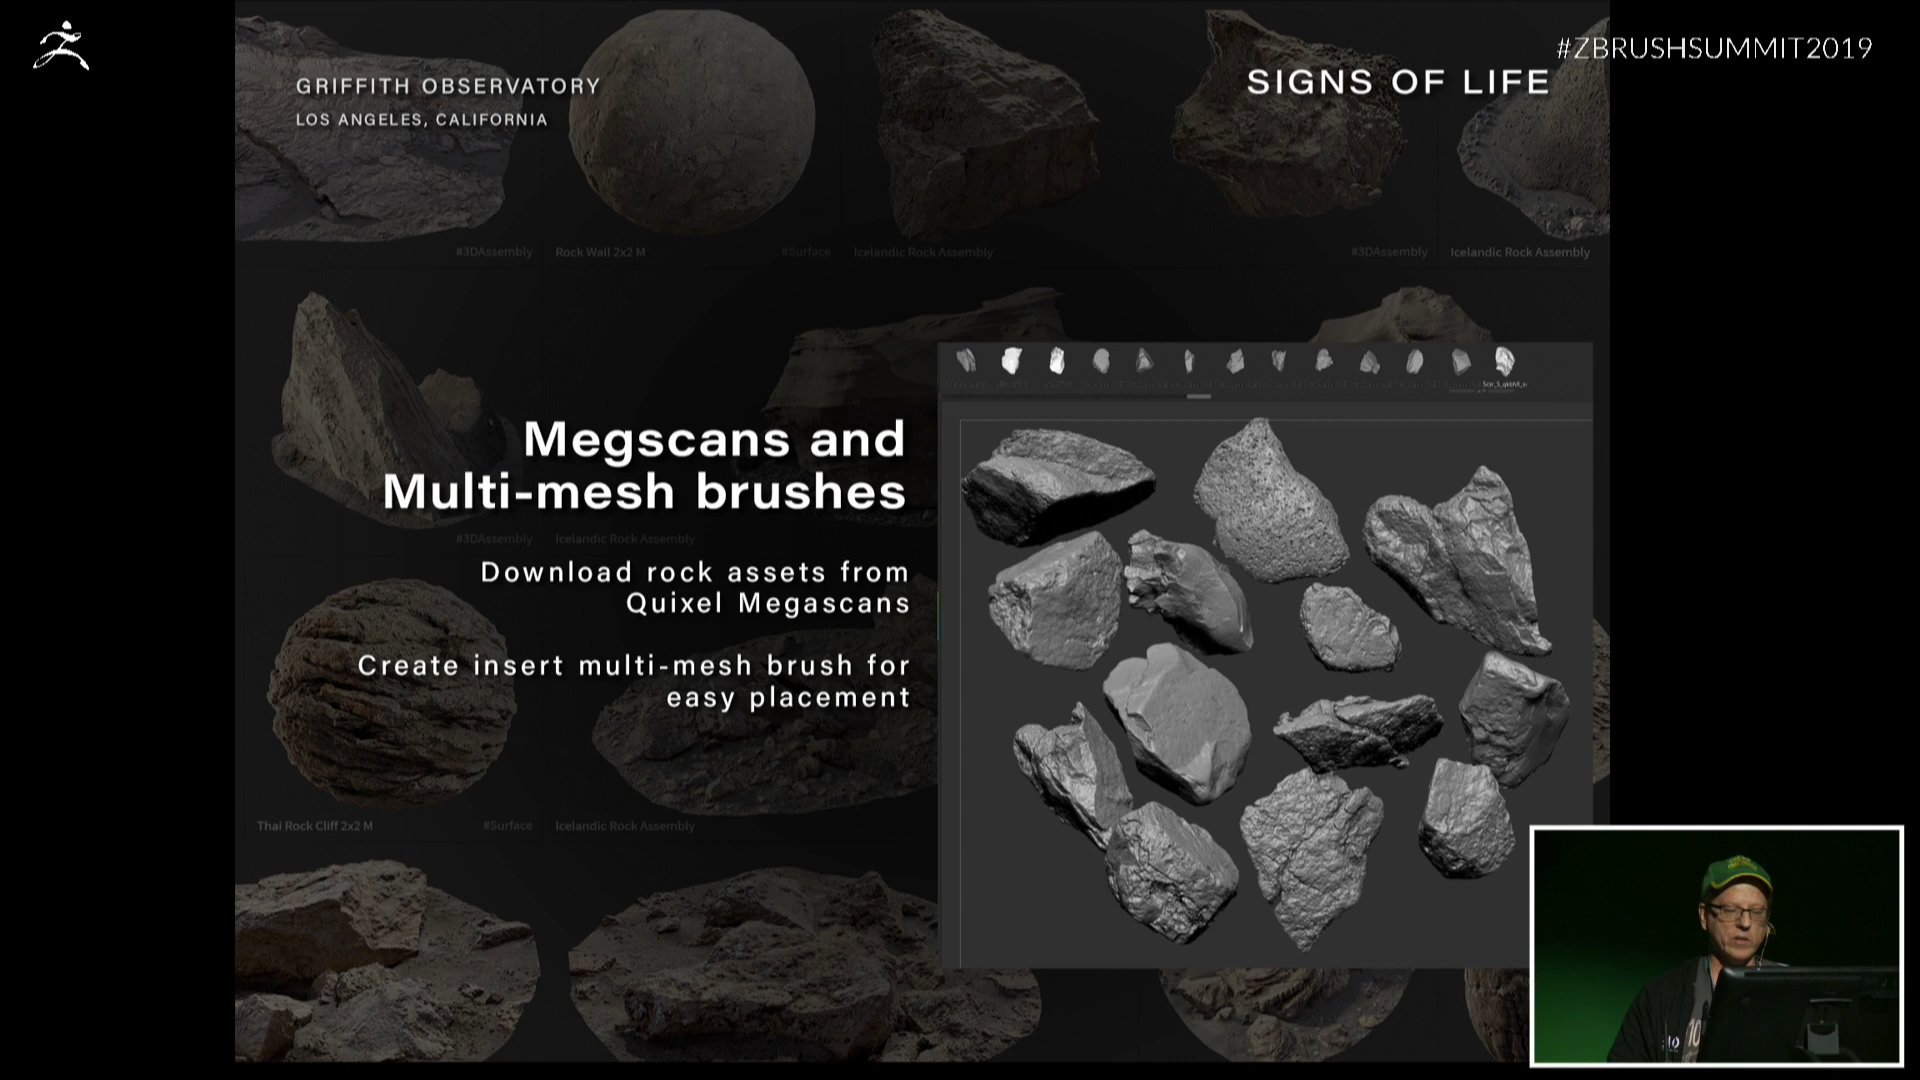 #ZBRUSHSUMMIT2019
GRIFFITH OBSERVATORY
LOS ANGELES, CALIFORNIA
SIGNS OF LIFE
#3DAssembly
Rock Wall 2x2 M
#Surface
Icelandic Rock Assembly
#3DAssembly
Icelandic Rock Assembly
Megscans and
Multi-mesh brushes
#3DAssembly
Icelandic Rock Assembly
Download rock assets from
Quixel Megascans
Create insert multi-mesh brush for
easy placement
Thai Rock Cliff 2x2 M
#Surface
Icelandic Rock Assembly